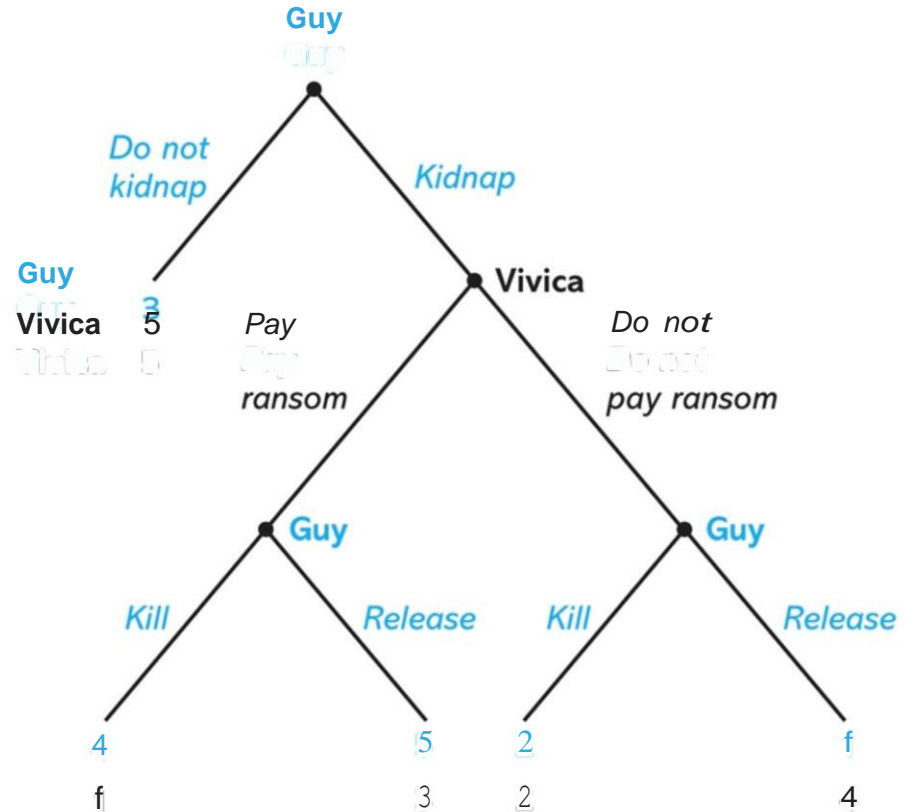 Guy
Do not
kidnap
Kidnap
Guy
3
Vivica
Vivica 5
Pay
ransom
Do not
pay ransom
Guy
Guy
Kill
Release
Kill
Release
4 5 2 f
f 3 2 4